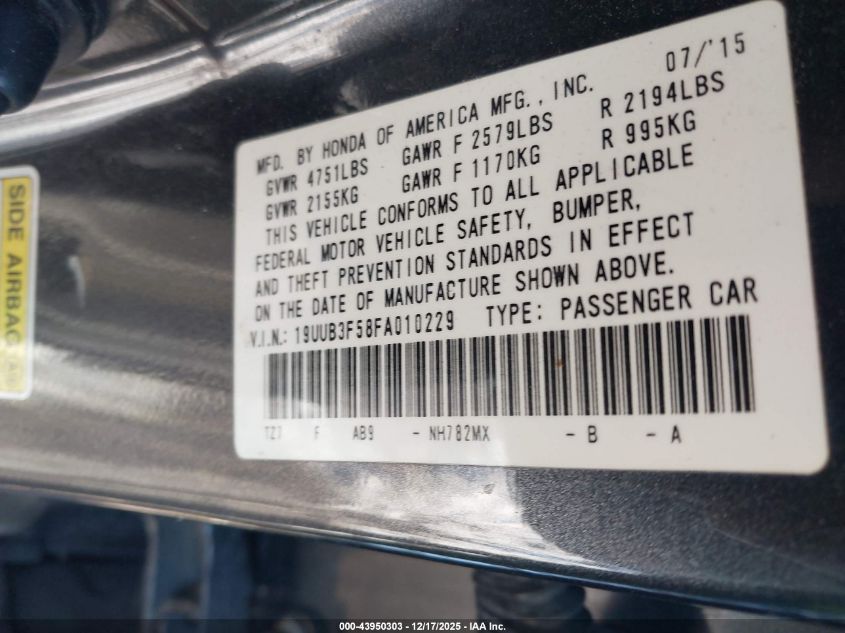 MFD. BY HONDA OF AMERICA MFG., INC. 07/'15
GVWR 4751LBS GAWR F 2579LBS R 2194LBS
GVWR 2155KG GAWR F 1170KG R 995KG
THIS VEHICLE CONFORMS TO ALL APPLICABLE
FEDERAL MOTOR VEHICLE SAFETY, BUMPER,
AND THEFT PREVENTION STANDARDS IN EFFECT
ON THE DATE OF MANUFACTURE SHOWN ABOVE.
V.I.N.: 19UUB3F58FA010229 TYPE: PASSENGER CAR
TZ3 F AB9 - NH782MX - B - A
SIDE AIRBAG
000-43950303 - 12/17/2025 - IAA Inc.